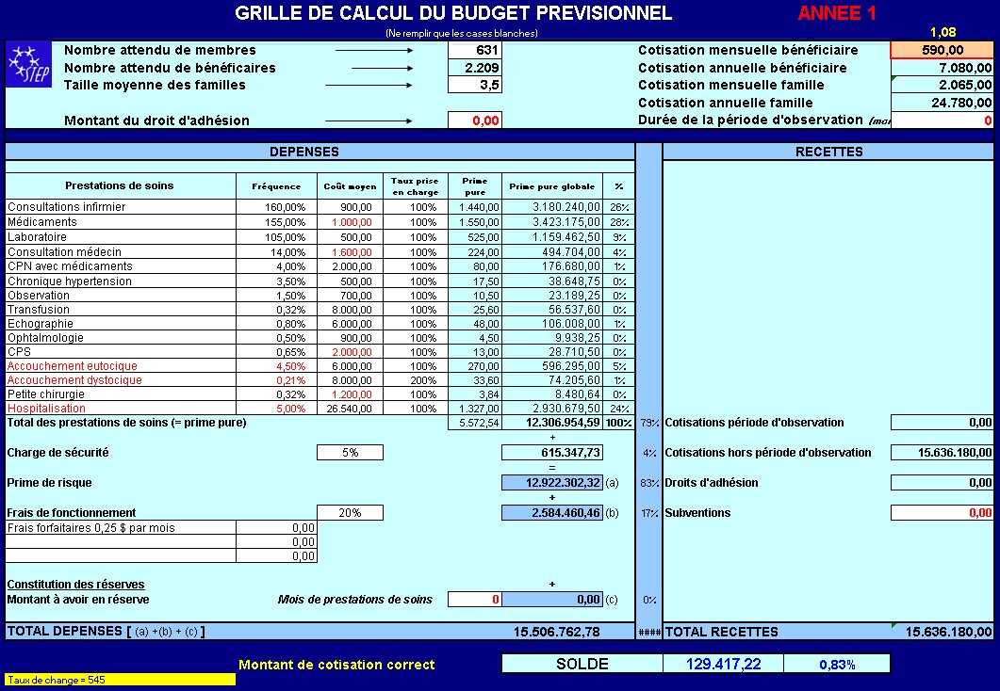 GRILLE DE CALCUL DU BUDGET PREVISIONNEL ANNEE 1
(Ne remplir que les cases blanches) 1,08
STEP
Nombre attendu de membres 631 Cotisation mensuelle bénéficiaire 590,00
Nombre attendu de bénéficaires 2.209 Cotisation annuelle bénéficiaire 7.080,00
Taille moyenne des familles 3,5 Cotisation mensuelle famille 2.065,00
Cotisation annuelle famille 24.780,00
Montant du droit d'adhésion 0,00 Durée de la période d'observation (moi 0
DEPENSES RECETTES
Prestations de soins Fréquence Coût moyen Taux prise en charge Prime pure Prime pure globale %
Consultations infirmier 160,00% 900,00 100% 1.440,00 3.180.240,00 26%
Médicaments 155,00% 1.000,00 100% 1.550,00 3.423.175,00 28%
Laboratoire 105,00% 500,00 100% 525,00 1.159.462,50 9%
Consultation médecin 14,00% 1.600,00 100% 224,00 494.704,00 4%
CPN avec médicaments 4,00% 2.000,00 100% 80,00 176.680,00 1%
Chronique hypertension 3,50% 500,00 100% 17,50 38.648,75 0%
Observation 1,50% 700,00 100% 10,50 23.189,25 0%
Transfusion 0,32% 8.000,00 100% 25,60 56.537,60 0%
Echographie 0,80% 6.000,00 100% 48,00 106.008,00 1%
Ophtalmologie 0,50% 900,00 100% 4,50 9.938,25 0%
CPS 0,65% 2.000,00 100% 13,00 28.710,50 0%
Accouchement eutocique 4,50% 6.000,00 100% 270,00 596.295,00 5%
Accouchement dystocique 0,21% 8.000,00 200% 33,60 74.205,60 1%
Petite chirurgie 0,32% 1.200,00 100% 3,84 8.480,64 0%
Hospitalisation 5,00% 26.540,00 100% 1.327,00 2.930.679,50 24%
Total des prestations de soins (= prime pure) 5.572,54 12.306.954,59 100% 79% Cotisations période d'observation 0,00
+
Charge de sécurité 5% 615.347,73 4% Cotisations hors période d'observation 15.636.180,00
=
Prime de risque 12.922.302,32 (a) 83% Droits d'adhésion 0,00
+
Frais de fonctionnement 20% 2.584.460,46 (b) 17% Subventions 0,00
Frais forfaitaires 0,25 $ par mois 0,00
0,00
0,00
Constitution des réserves +
Montant à avoir en réserve Mois de prestations de soins 0 0,00 (c) 0%
TOTAL DEPENSES [ (a) +(b) + (c) ] 15.506.762,78 #### TOTAL RECETTES 15.636.180,00
Montant de cotisation correct SOLDE 129.417,22 0,83%
Taux de change = 545